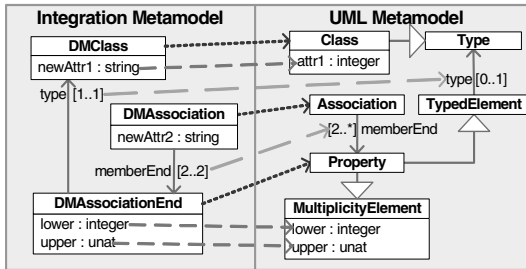 Integration Metamodel
UML Metamodel
DMClass
newAttr1 : string
Class
attr1 : integer
Type
type [1..1]
type [0..1]
DMAssociation
newAttr2 : string
Association
TypedElement
[2..*] memberEnd
memberEnd [2..2]
Property
DMAssociationEnd
lower : integer
upper : unat
MultiplicityElement
lower : integer
upper : unat